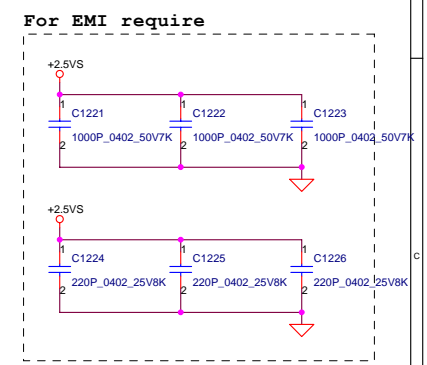 For EMI require
+2.5VS
1 1 1
C1221 C1222 C1223
1000P_0402_50V7K 1000P_0402_50V7K 1000P_0402_50V7K
2 2 2
+2.5VS
1 1 1
C1224 C1225 C1226
C
220P_0402_25V8K 220P_0402_25V8K 220P_0402_25V8K
2 2 2